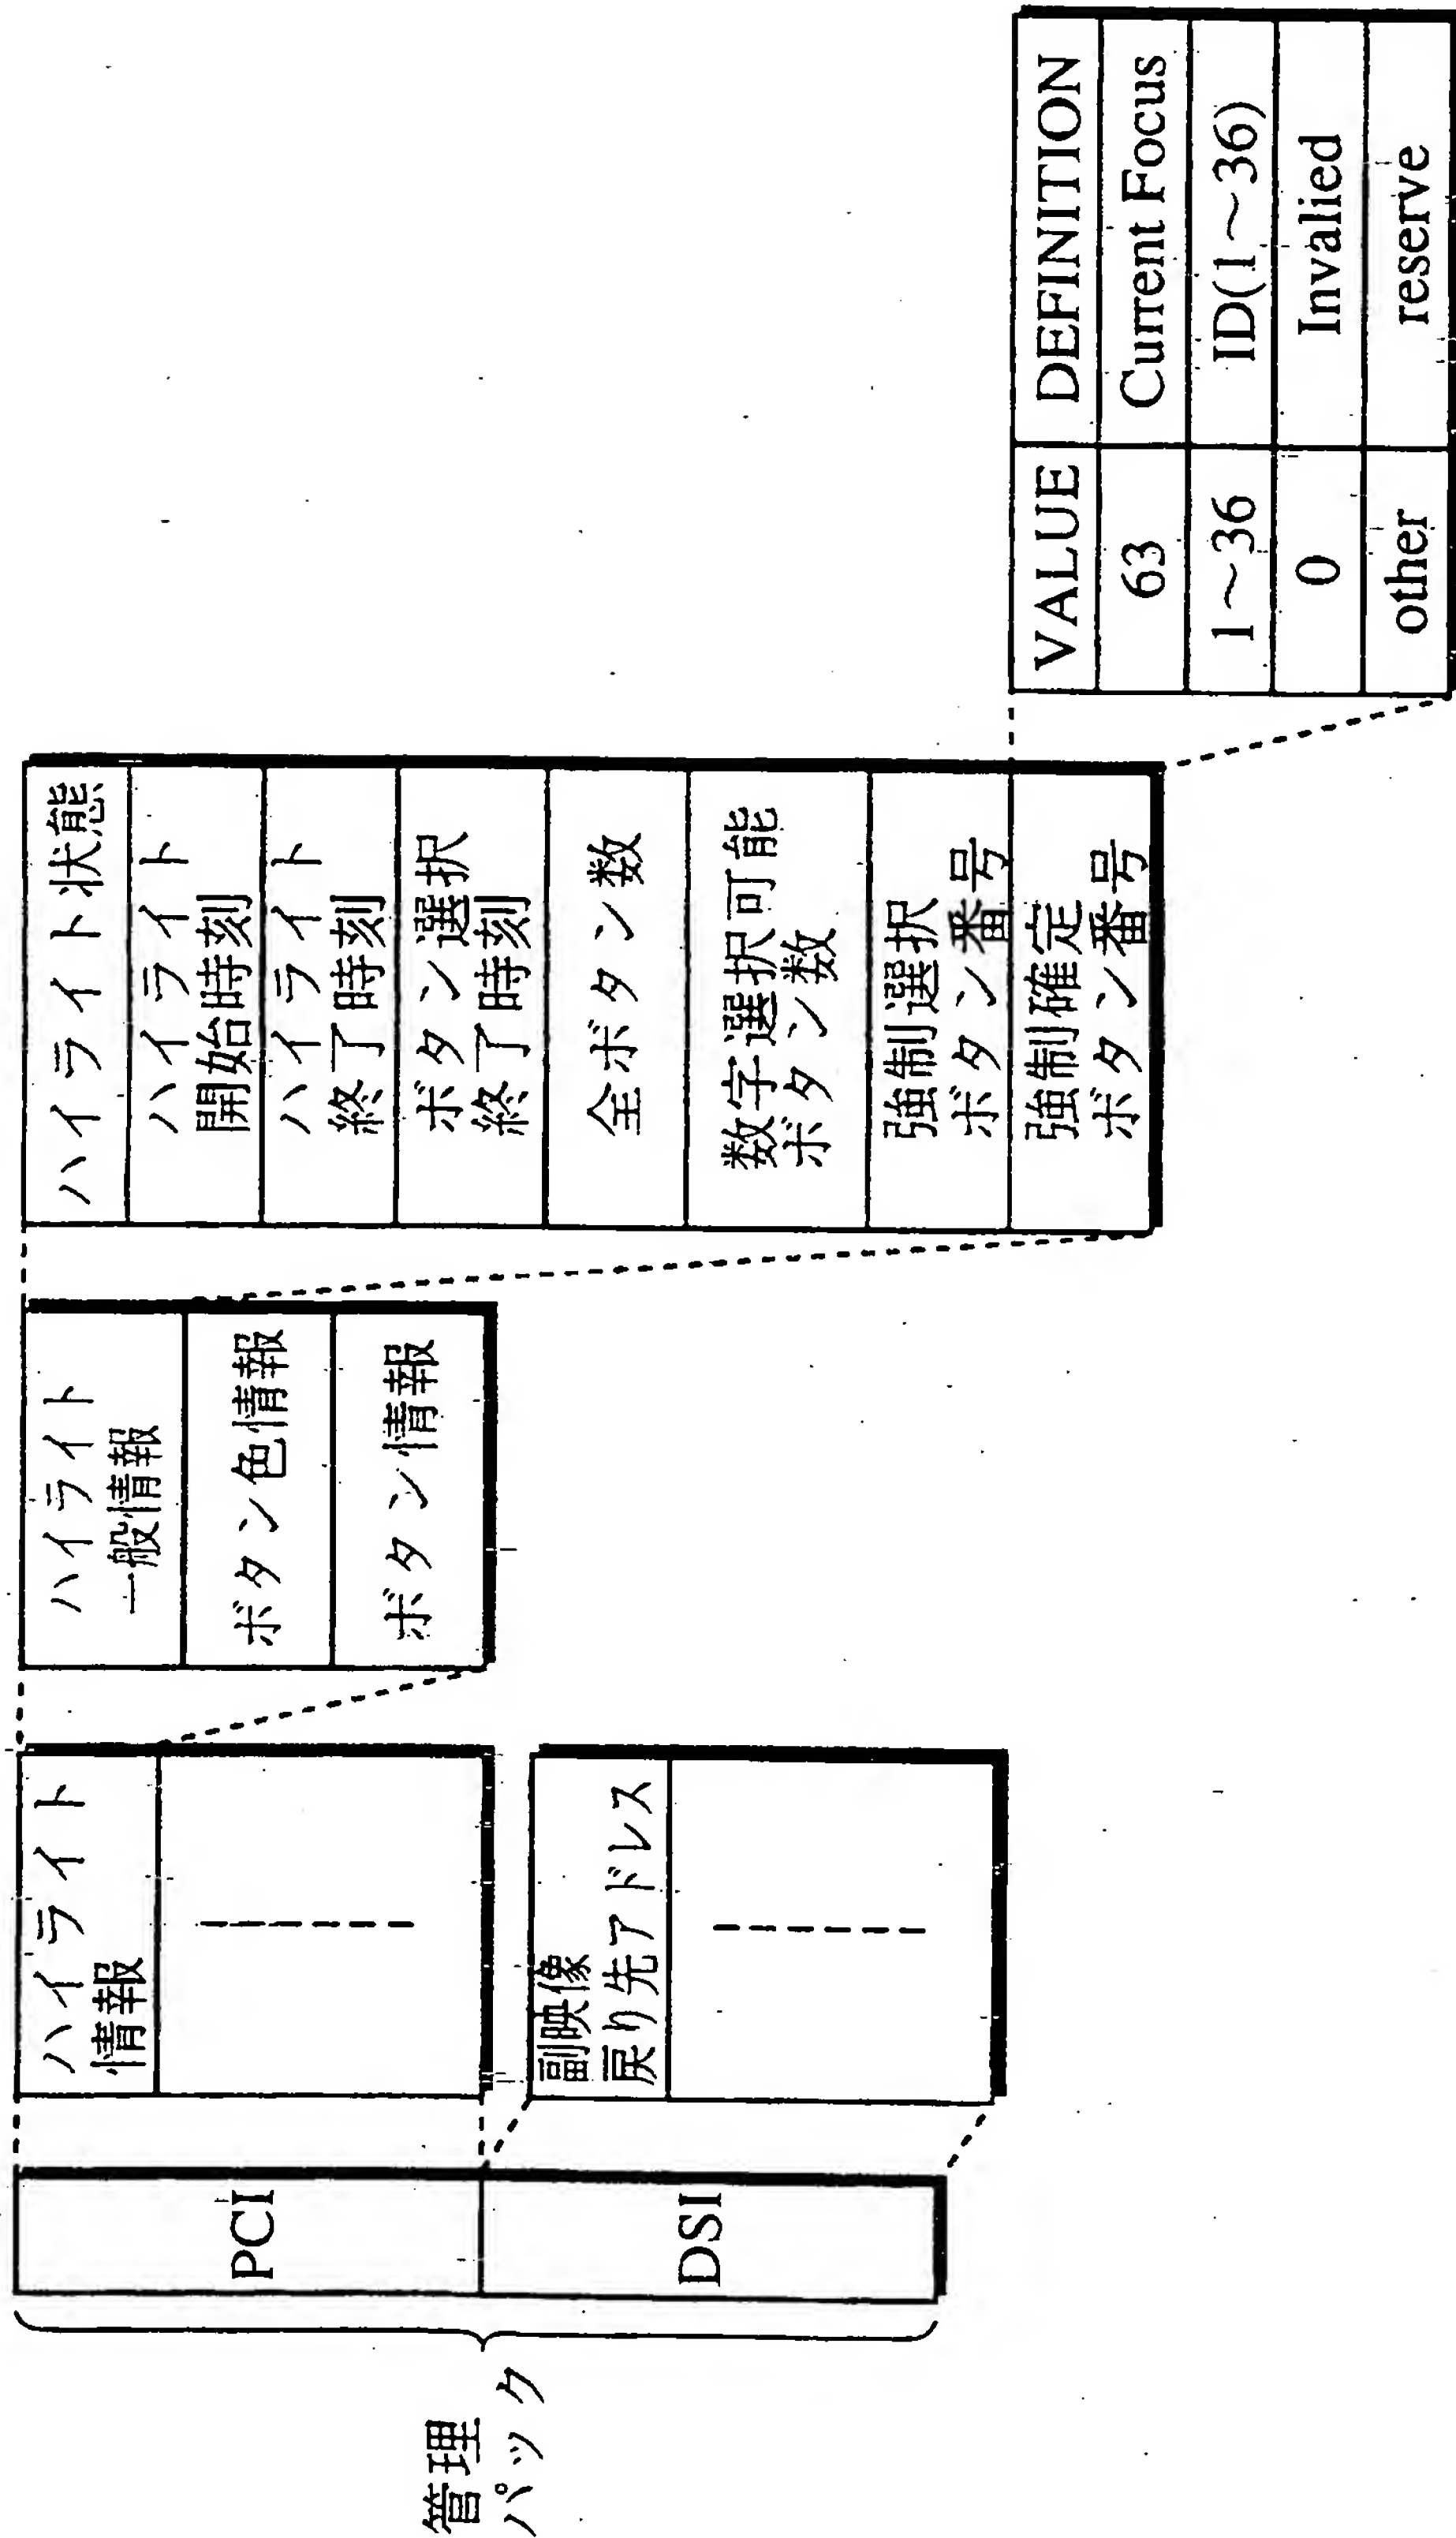 管理
パック
PCI
DSI
ハイライト
情報
副映像
戻り先アドレス
ハイライト
一般情報
ボタン色情報
ボタン情報
ハイライト状態
ハイライト
開始時刻
ハイライト
終了時刻
ボタン選択
終了時刻
全ボタン数
数字選択可能
ボタン数
強制選択
ボタン番号
強制確定
ボタン番号
VALUE DEFINITION
63 Current Focus
1~36 ID(1~36)
0 Invalied
other reserve